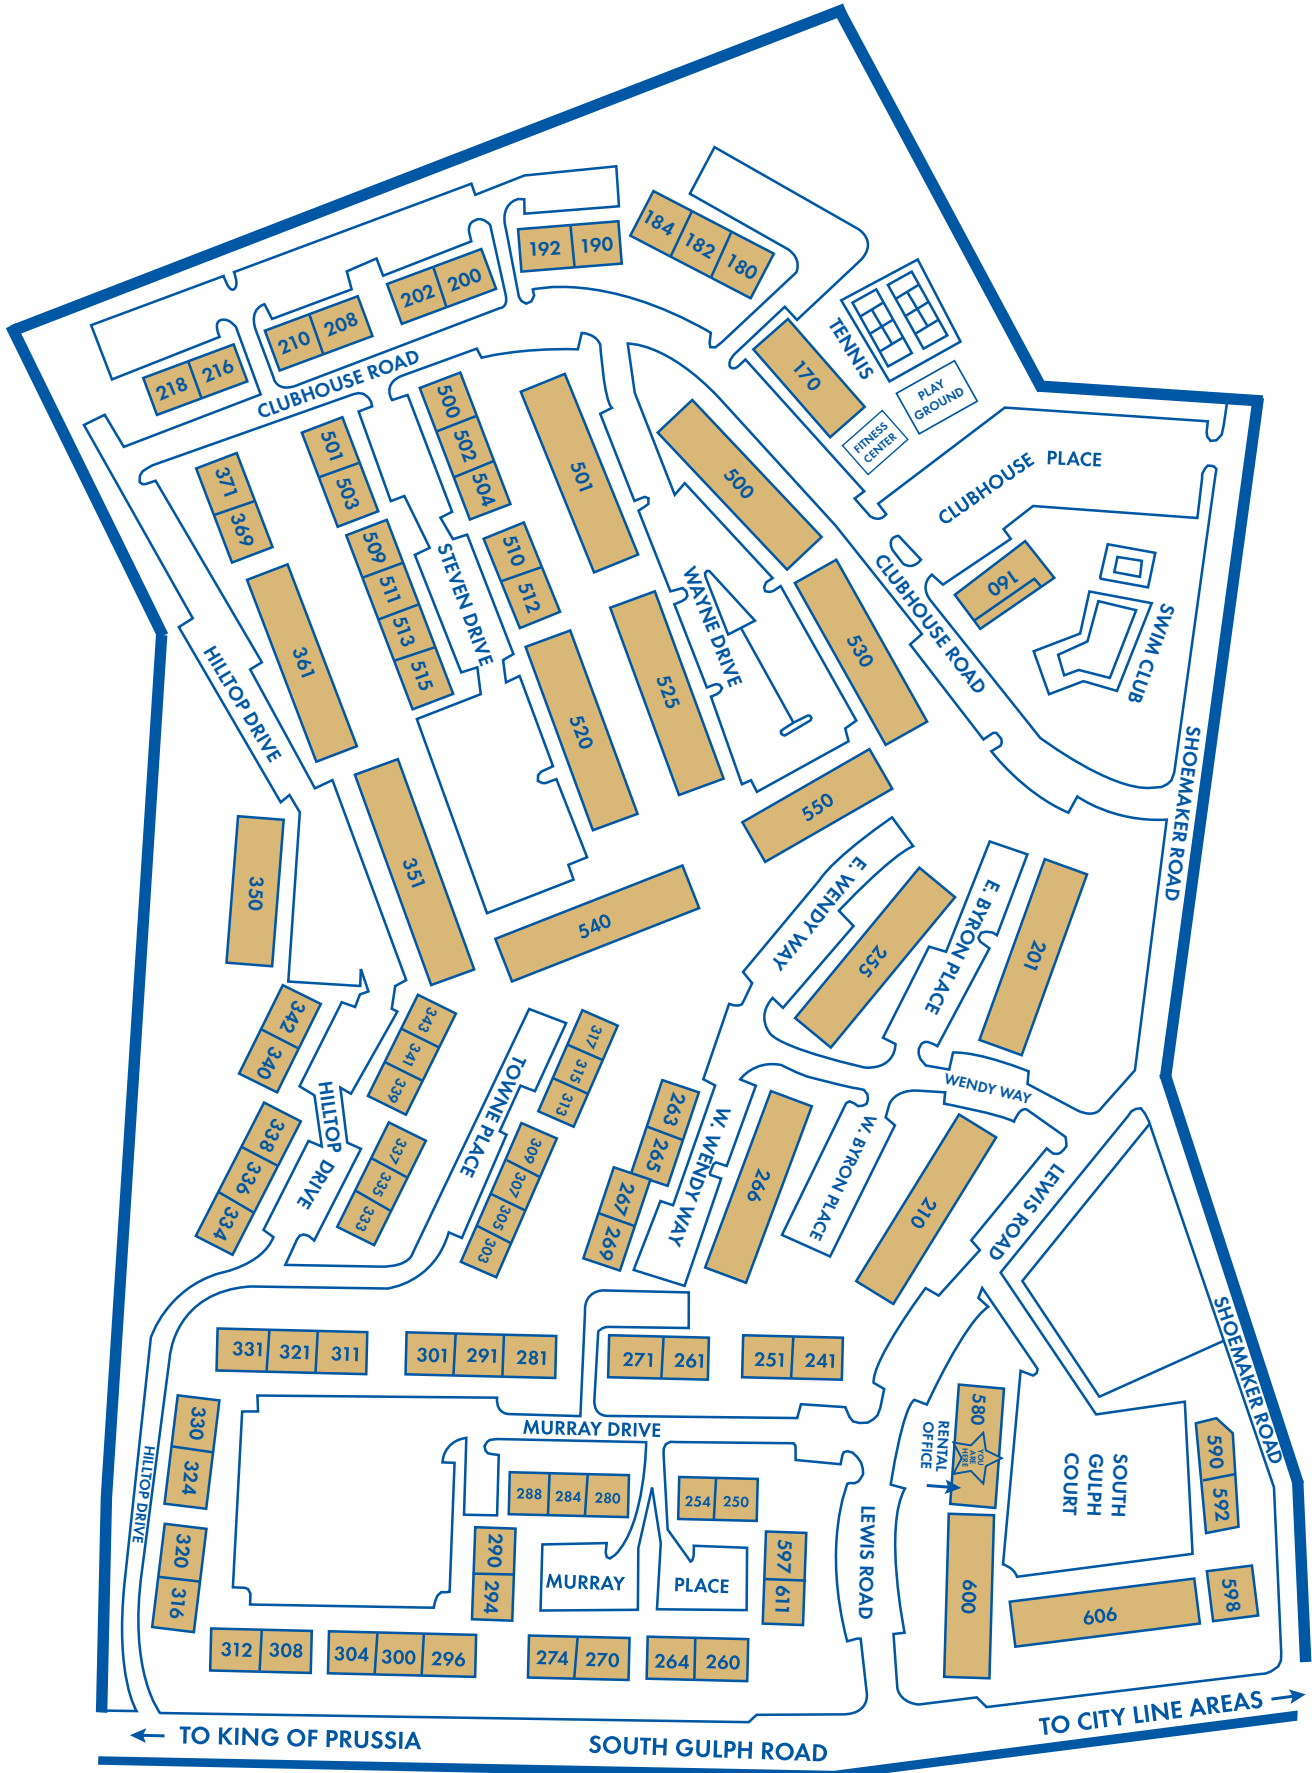 184
182
180
192
190
202
200
210
208
218
216
CLUBHOUSE ROAD
TENNIS
170
PLAY
GROUND
FITNESS
CENTER
CLUBHOUSE PLACE
500
502
504
501
503
371
369
501
500
509
511
513
515
STEVEN DRIVE
510
512
WAYNE DRIVE
CLUBHOUSE ROAD
160
SWIM CLUB
530
361
HILLTOP DRIVE
525
520
SHOEMAKER ROAD
550
351
350
540
E. WENDY WAY
255
E. BYRON PLACE
201
342
340
343
341
339
TOWNE PLACE
317
315
313
HILLTOP DRIVE
338
336
334
337
335
333
309
307
305
303
263
265
267
269
W. WENDY WAY
266
W. BYRON PLACE
WENDY WAY
210
LEWIS ROAD
SHOEMAKER ROAD
331
321
311
301
291
281
271
261
251
241
MURRAY DRIVE
330
324
HILLTOP DRIVE
320
316
288
284
280
254
250
290
294
MURRAY PLACE
597
611
LEWIS ROAD
580
RENTAL
OFFICE
YOU
ARE
HERE
SOUTH
GULPH
COURT
590
592
600
606
598
312
308
304
300
296
274
270
264
260
TO KING OF PRUSSIA
SOUTH GULPH ROAD
TO CITY LINE AREAS